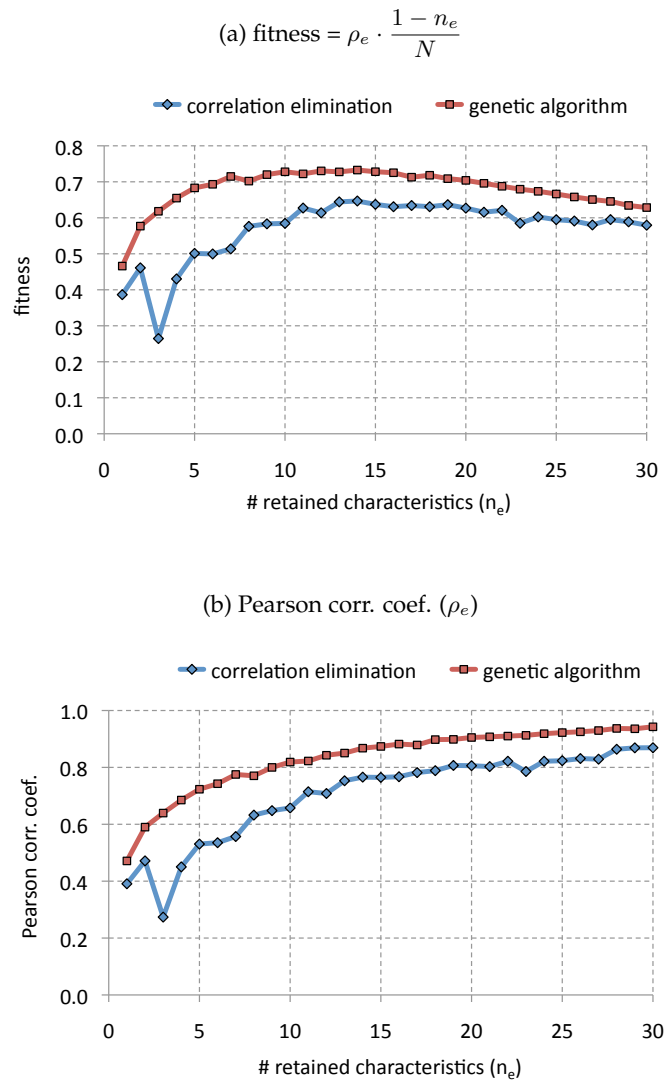 (a) fitness = ρₑ · (1 − nₑ)/N
correlation elimination genetic algorithm
0.8
0.7
0.6
0.5
0.4
0.3
0.2
0.1
0.0
fitness
0 5 10 15 20 25 30
# retained characteristics (nₑ)
(b) Pearson corr. coef. (ρₑ)
correlation elimination genetic algorithm
1.0
0.8
0.6
0.4
0.2
0.0
Pearson corr. coef.
0 5 10 15 20 25 30
# retained characteristics (nₑ)